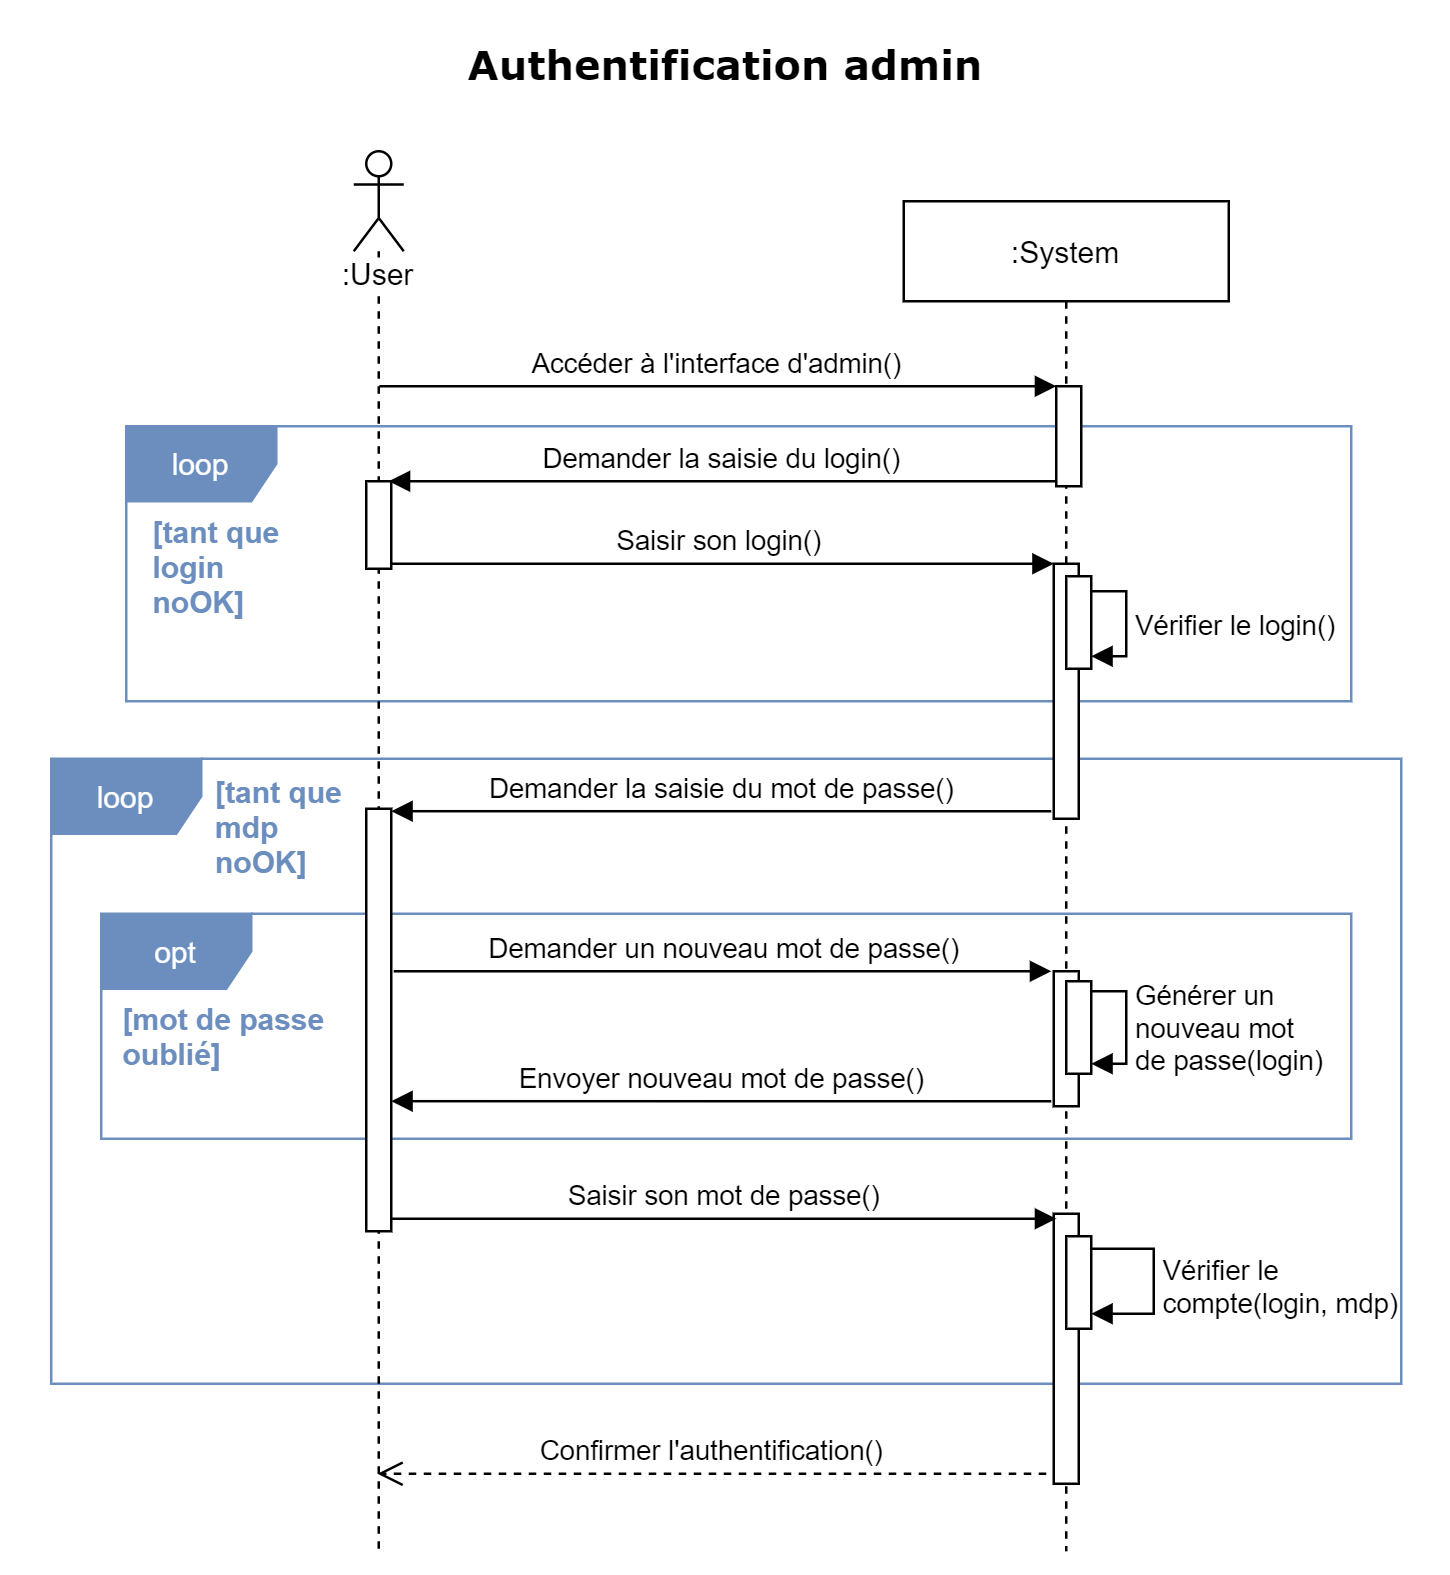 Authentification admin
:User
:System
Accéder à l'interface d'admin()
loop
Demander la saisie du login()
[tant que
login
noOK]
Saisir son login()
Vérifier le login()
loop
[tant que
mdp
noOK]
Demander la saisie du mot de passe()
opt
Demander un nouveau mot de passe()
[mot de passe
oublié]
Générer un
nouveau mot
de passe(login)
Envoyer nouveau mot de passe()
Saisir son mot de passe()
Vérifier le
compte(login, mdp)
Confirmer l'authentification()